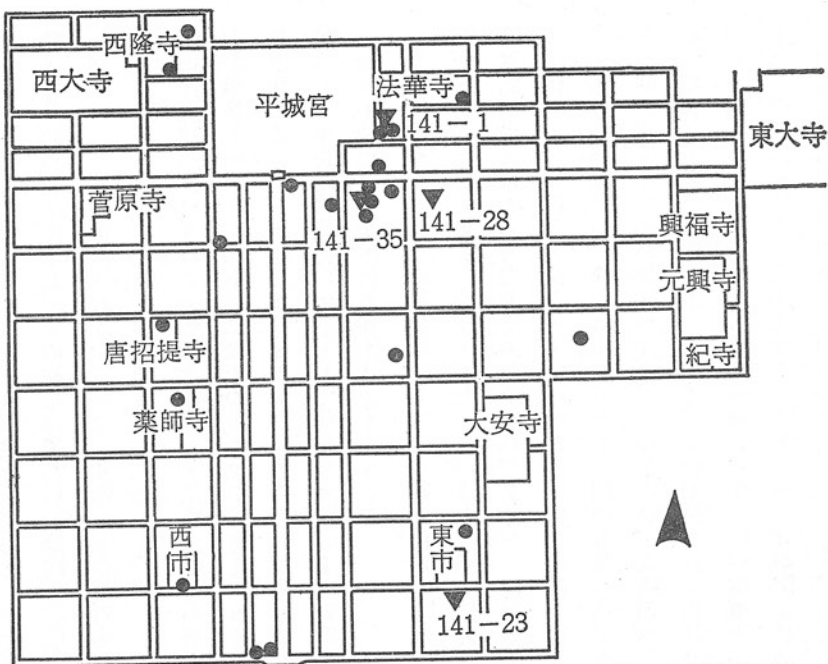 西隆寺
西大寺
平城宮
法華寺
141−1
東大寺
菅原寺
141−28
141−35
興福寺
元興寺
唐招提寺
紀寺
薬師寺
大安寺
西市
東市
141−23